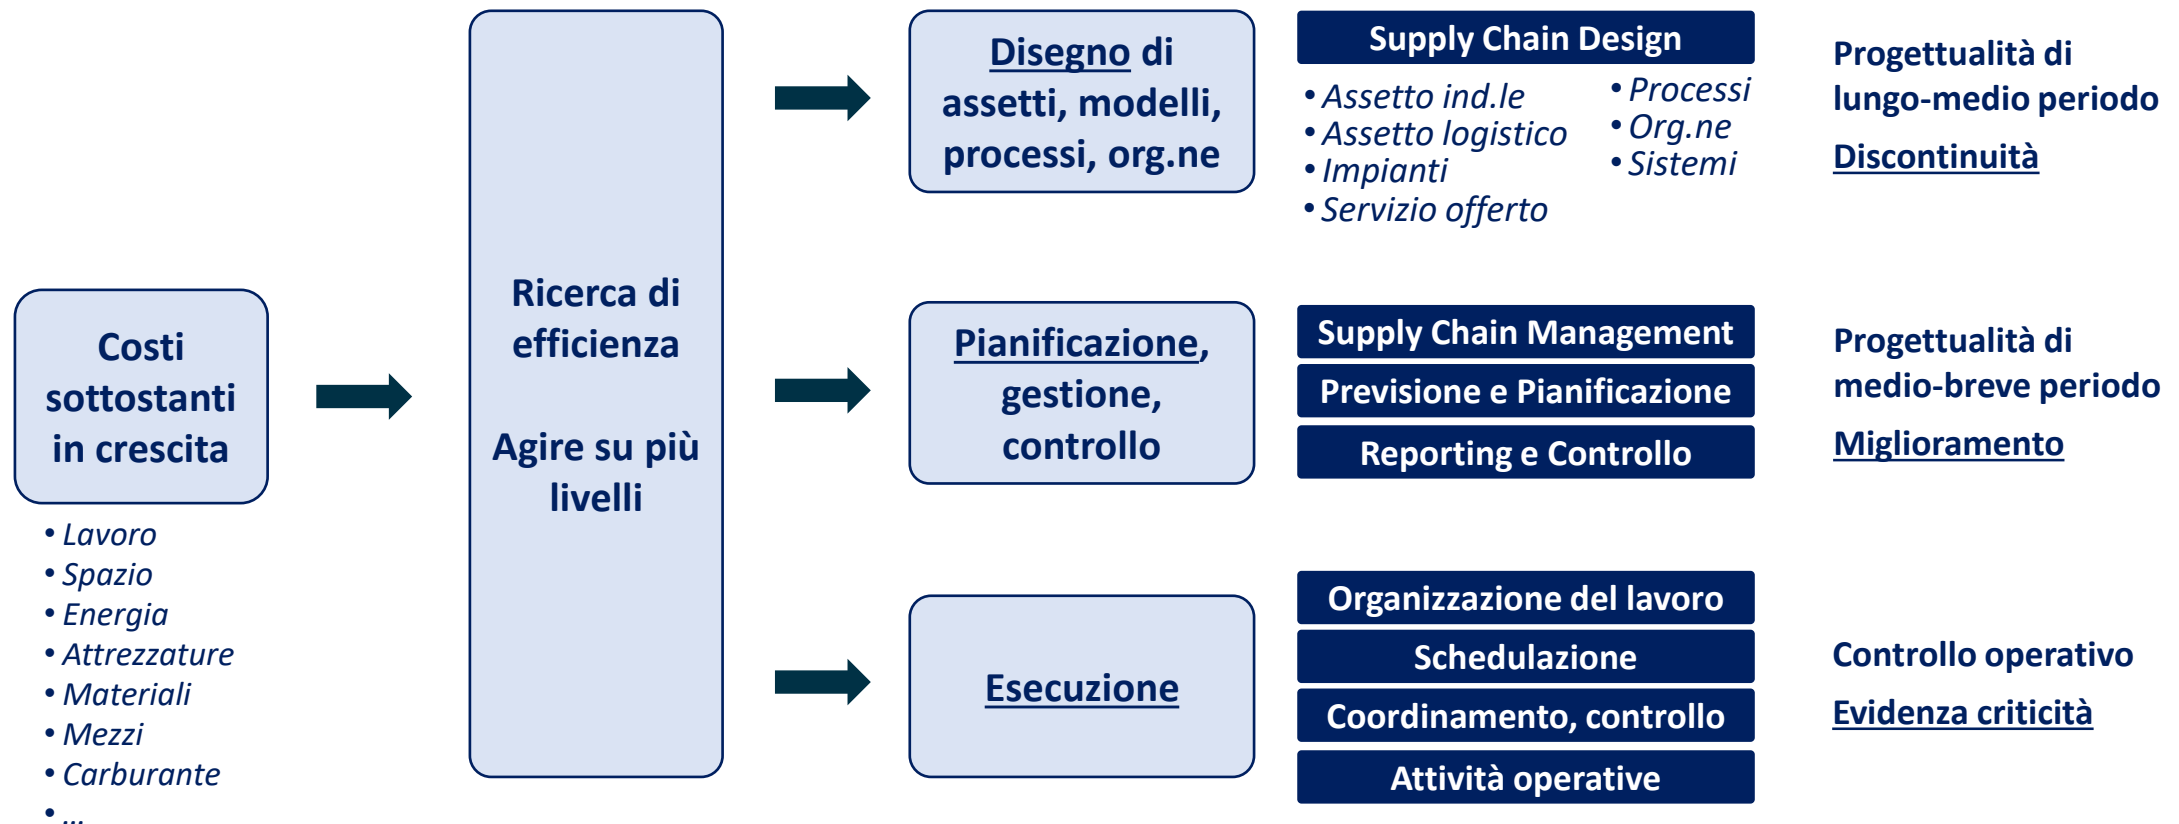 Costi
sottostanti
in crescita
• Lavoro
• Spazio
• Energia
• Attrezzature
• Materiali
• Mezzi
• Carburante
• ...
Ricerca di
efficienza
Agire su più
livelli
Disegno di
assetti, modelli,
processi, org.ne
Supply Chain Design
• Assetto ind.le
• Assetto logistico
• Impianti
• Servizio offerto
• Processi
• Org.ne
• Sistemi
Progettualità di
lungo-medio periodo
Discontinuità
Pianificazione,
gestione,
controllo
Supply Chain Management
Previsione e Pianificazione
Reporting e Controllo
Progettualità di
medio-breve periodo
Miglioramento
Esecuzione
Organizzazione del lavoro
Schedulazione
Coordinamento, controllo
Attività operative
Controllo operativo
Evidenza criticità